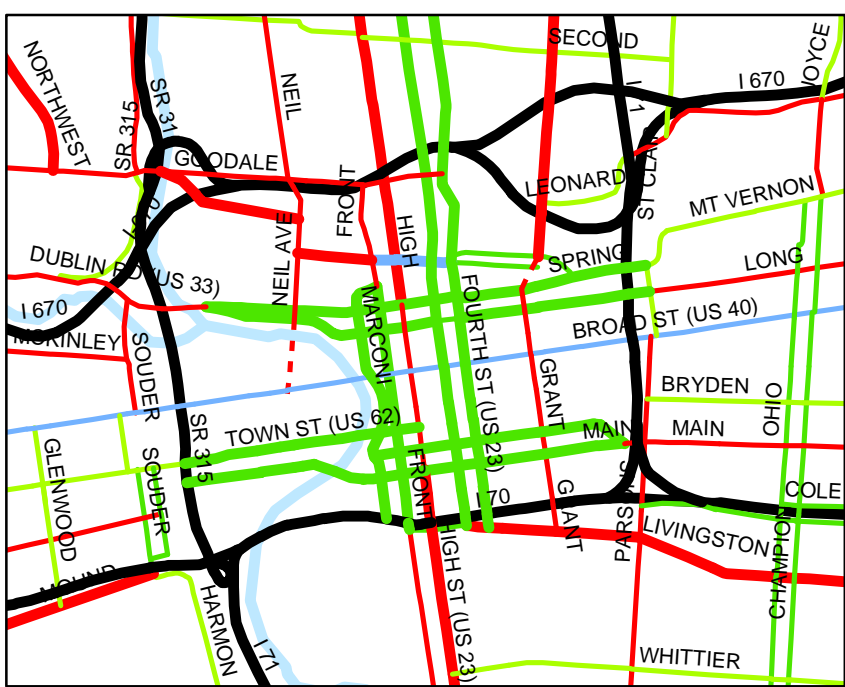 SECOND
JOYCE
NORTHWEST
SR 315
SR 31
NEIL
I 670
GOODALE
FRONT
LEONARD
ST CLAIR
MT VERNON
I 670
HIGH
NEIL AVE
SPRING
LONG
DUBLIN RD (US 33)
I 670
MARCONI
FOURTH ST (US 23)
BROAD ST (US 40)
MCKINLEY
SOUDER
GRANT
BRYDEN
OHIO
TOWN ST (US 62)
MAIN
MAIN
SR 315
GLENWOOD
SOUDER
FRONT
I 70
GRANT
PARSONS
COLE
LIVINGSTON
CHAMPION
MOUND
HARMON
I 71
HIGH ST (US 23)
WHITTIER